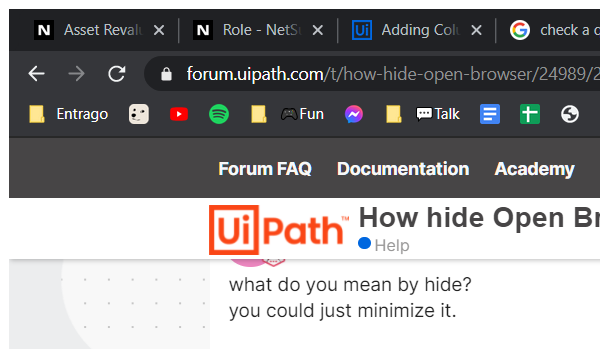 N Asset Revalu
N Role - NetSu
Ui Adding Colu
G check a c
forum.uipath.com/t/how-hide-open-browser/24989/2
Entrago
Fun
Talk
Forum FAQ Documentation Academy
UiPath™ How hide Open Br
Help
what do you mean by hide?
you could just minimize it.